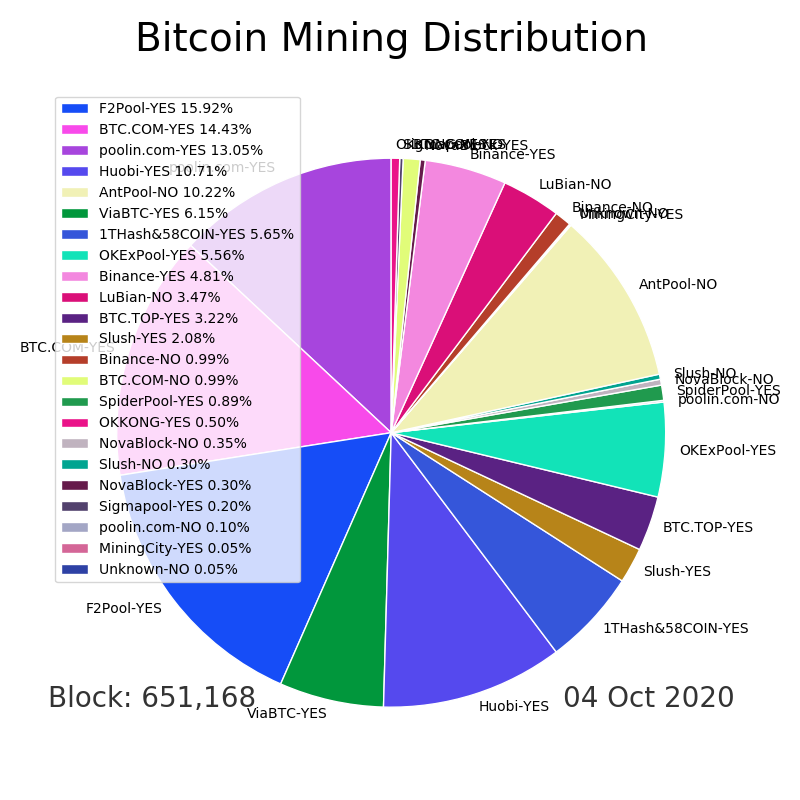 Bitcoin Mining Distribution
F2Pool-YES 15.92%
BTC.COM-YES 14.43%
poolin.com-YES 13.05%
Huobi-YES 10.71%
AntPool-NO 10.22%
ViaBTC-YES 6.15%
1THash&58COIN-YES 5.65%
OKExPool-YES 5.56%
Binance-YES 4.81%
LuBian-NO 3.47%
BTC.TOP-YES 3.22%
Slush-YES 2.08%
Binance-NO 0.99%
BTC.COM-NO 0.99%
SpiderPool-YES 0.89%
OKKONG-YES 0.50%
NovaBlock-NO 0.35%
Slush-NO 0.30%
NovaBlock-YES 0.30%
Sigmapool-YES 0.20%
poolin.com-NO 0.10%
MiningCity-YES 0.05%
Unknown-NO 0.05%
poolin.com-YES
BTC.COM-YES
F2Pool-YES
ViaBTC-YES
Huobi-YES
1THash&58COIN-YES
Slush-YES
BTC.TOP-YES
OKExPool-YES
poolin.com-NO
SpiderPool-YES
NovaBlock-NO
Slush-NO
AntPool-NO
MiningCity-YES
Binance-NO
LuBian-NO
Binance-YES
NovaBlock-YES
Block: 651,168
04 Oct 2020